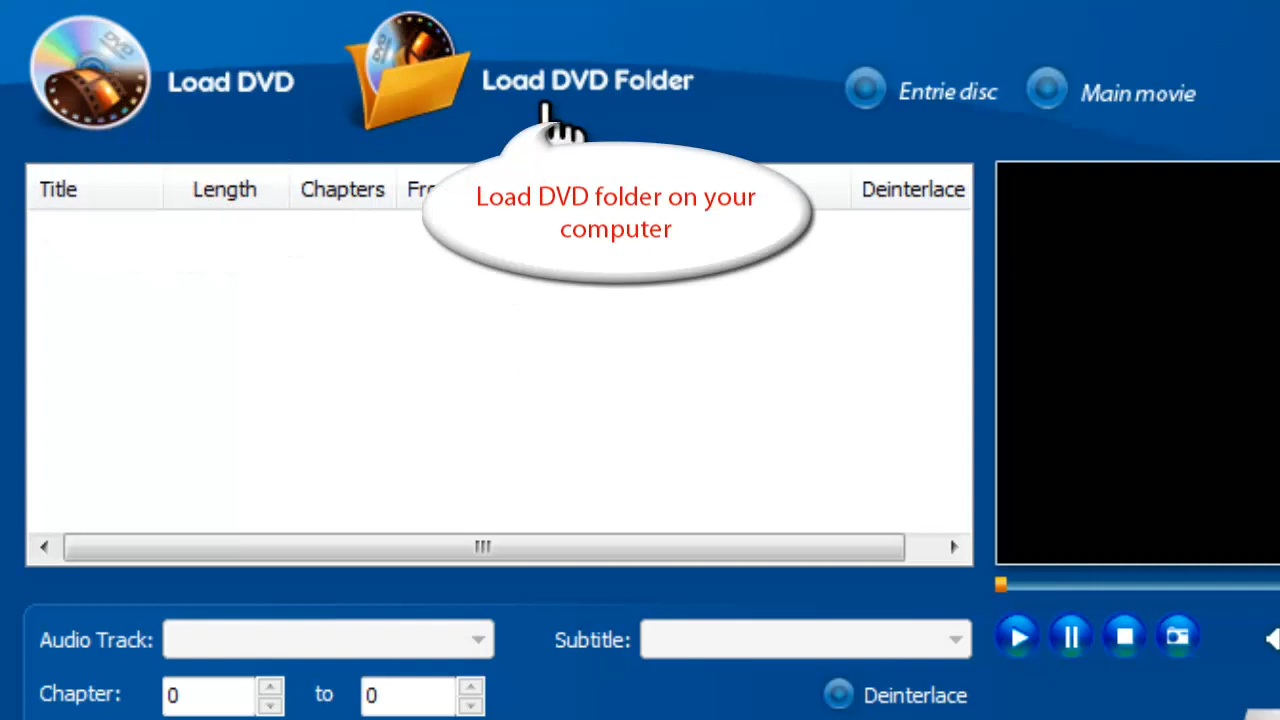 Load DVD
Load DVD Folder
Entrie disc
Main movie
Title
Length
Chapters
Deinterlace
Load DVD folder on your
computer
Audio Track:
Subtitle:
Chapter:
0
to
0
Deinterlace